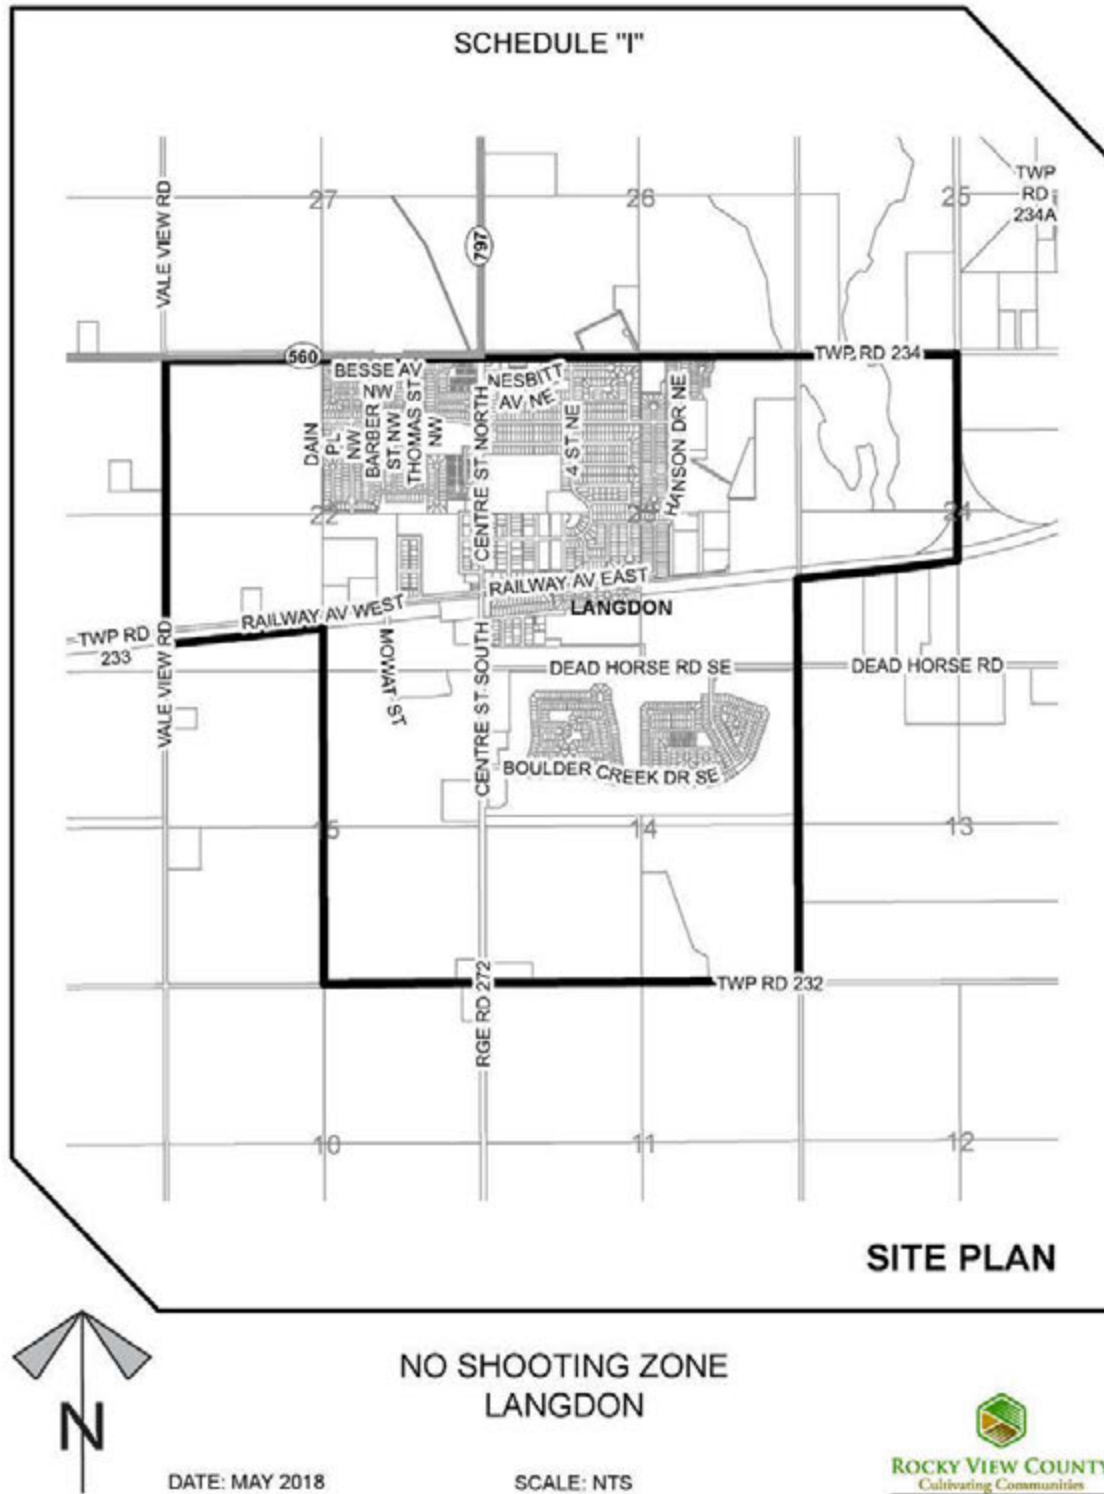 SCHEDULE "I"
27
26
25
TWP
RD
234A
VALE VIEW RD
797
560
TWP RD 234
BESSE AV
NW
NESBITT
AV NE
DAIN
PL
NW
BARBER
ST NW
THOMAS ST
NW
CENTRE ST NORTH
4 ST NE
HANSON DR NE
22
24
RAILWAY AV EAST
RAILWAY AV WEST
LANGDON
TWP RD
233
VALE VIEW RD
MOWAT ST
CENTRE ST SOUTH
DEAD HORSE RD SE
DEAD HORSE RD
BOULDER CREEK DR SE
15
14
13
RGE RD 272
TWP RD 232
10
11
12
SITE PLAN
N
NO SHOOTING ZONE
LANGDON
DATE: MAY 2018
SCALE: NTS
ROCKY VIEW COUNTY
Cultivating Communities